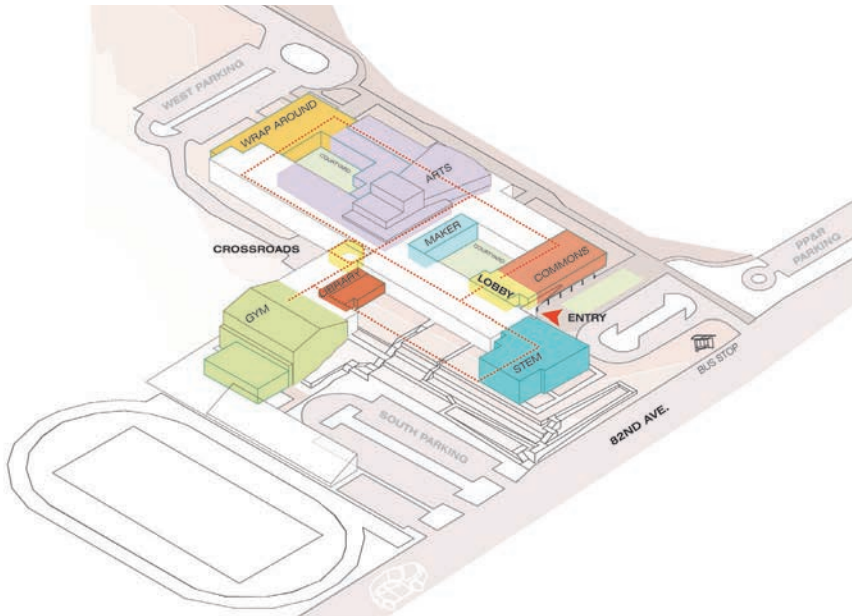 WEST PARKING
WRAP AROUND
COURTYARD
ARTS
CROSSROADS
MAKER
COURTYARD
COMMONS
PP&R
PARKING
LIBRARY
LOBBY
GYM
ENTRY
STEM
BUS STOP
SOUTH PARKING
82ND AVE.